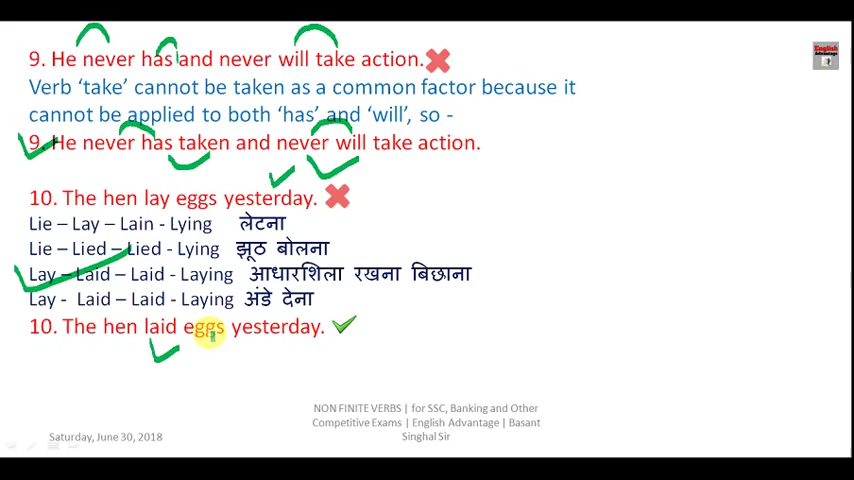 9. He never has and never will take action.
English
Advantage
Verb ‘take’ cannot be taken as a common factor because it
cannot be applied to both ‘has’ and ‘will’, so -
9. He never has taken and never will take action.
10. The hen lay eggs yesterday.
Lie – Lay – Lain - Lying लेटना
Lie – Lied – Lied - Lying झूठ बोलना
Lay – Laid – Laid - Laying आधारशिला रखना बिछाना
Lay - Laid – Laid - Laying अंडे देना
10. The hen laid eggs yesterday.
NON FINITE VERBS | for SSC, Banking and Other
Competitive Exams | English Advantage | Basant
Singhal Sir
Saturday, June 30, 2018